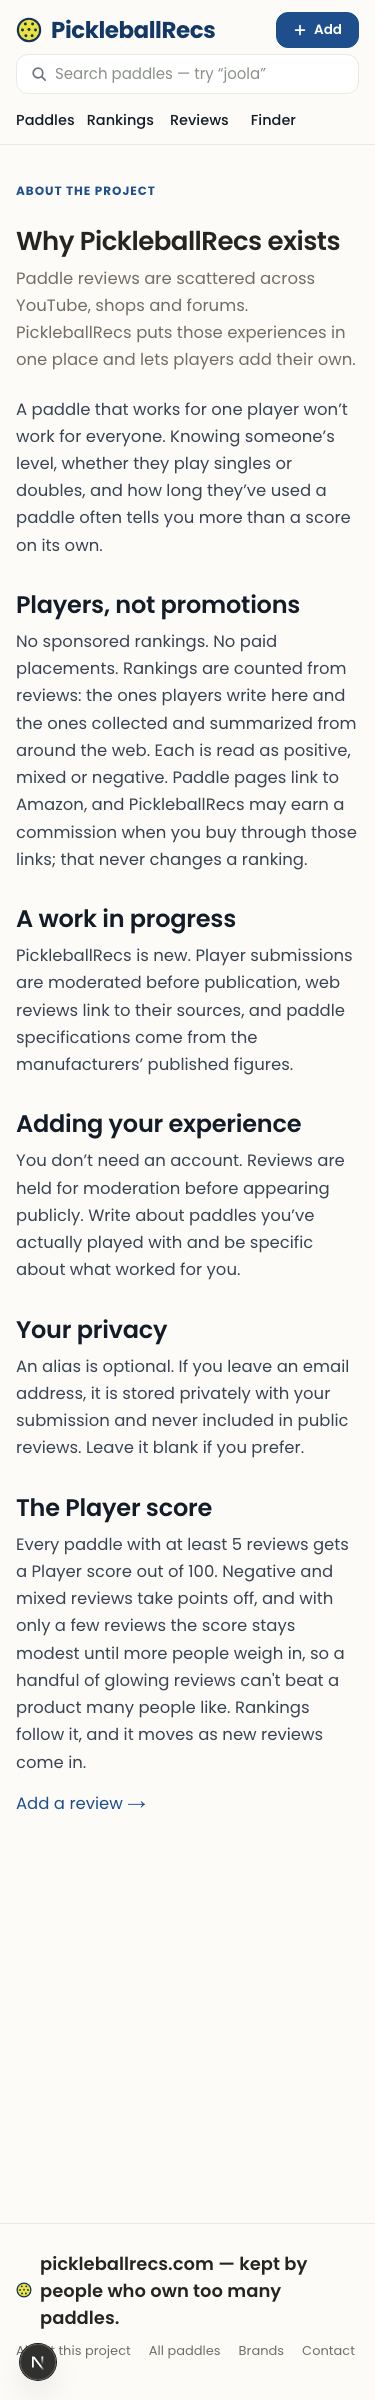 PickleballRecs
+ Add
Search paddles — try “joola”
Paddles Rankings Reviews Finder
ABOUT THE PROJECT
Why PickleballRecs exists
Paddle reviews are scattered across
YouTube, shops and forums.
PickleballRecs puts those experiences in
one place and lets players add their own.
A paddle that works for one player won’t
work for everyone. Knowing someone’s
level, whether they play singles or
doubles, and how long they’ve used a
paddle often tells you more than a score
on its own.
Players, not promotions
No sponsored rankings. No paid
placements. Rankings are counted from
reviews: the ones players write here and
the ones collected and summarized from
around the web. Each is read as positive,
mixed or negative. Paddle pages link to
Amazon, and PickleballRecs may earn a
commission when you buy through those
links; that never changes a ranking.
A work in progress
PickleballRecs is new. Player submissions
are moderated before publication, web
reviews link to their sources, and paddle
specifications come from the
manufacturers’ published figures.
Adding your experience
You don’t need an account. Reviews are
held for moderation before appearing
publicly. Write about paddles you’ve
actually played with and be specific
about what worked for you.
Your privacy
An alias is optional. If you leave an email
address, it is stored privately with your
submission and never included in public
reviews. Leave it blank if you prefer.
The Player score
Every paddle with at least 5 reviews gets
a Player score out of 100. Negative and
mixed reviews take points off, and with
only a few reviews the score stays
modest until more people weigh in, so a
handful of glowing reviews can't beat a
product many people like. Rankings
follow it, and it moves as new reviews
come in.
Add a review →
pickleballrecs.com — kept by
people who own too many
paddles.
this project All paddles Brands Contact
N